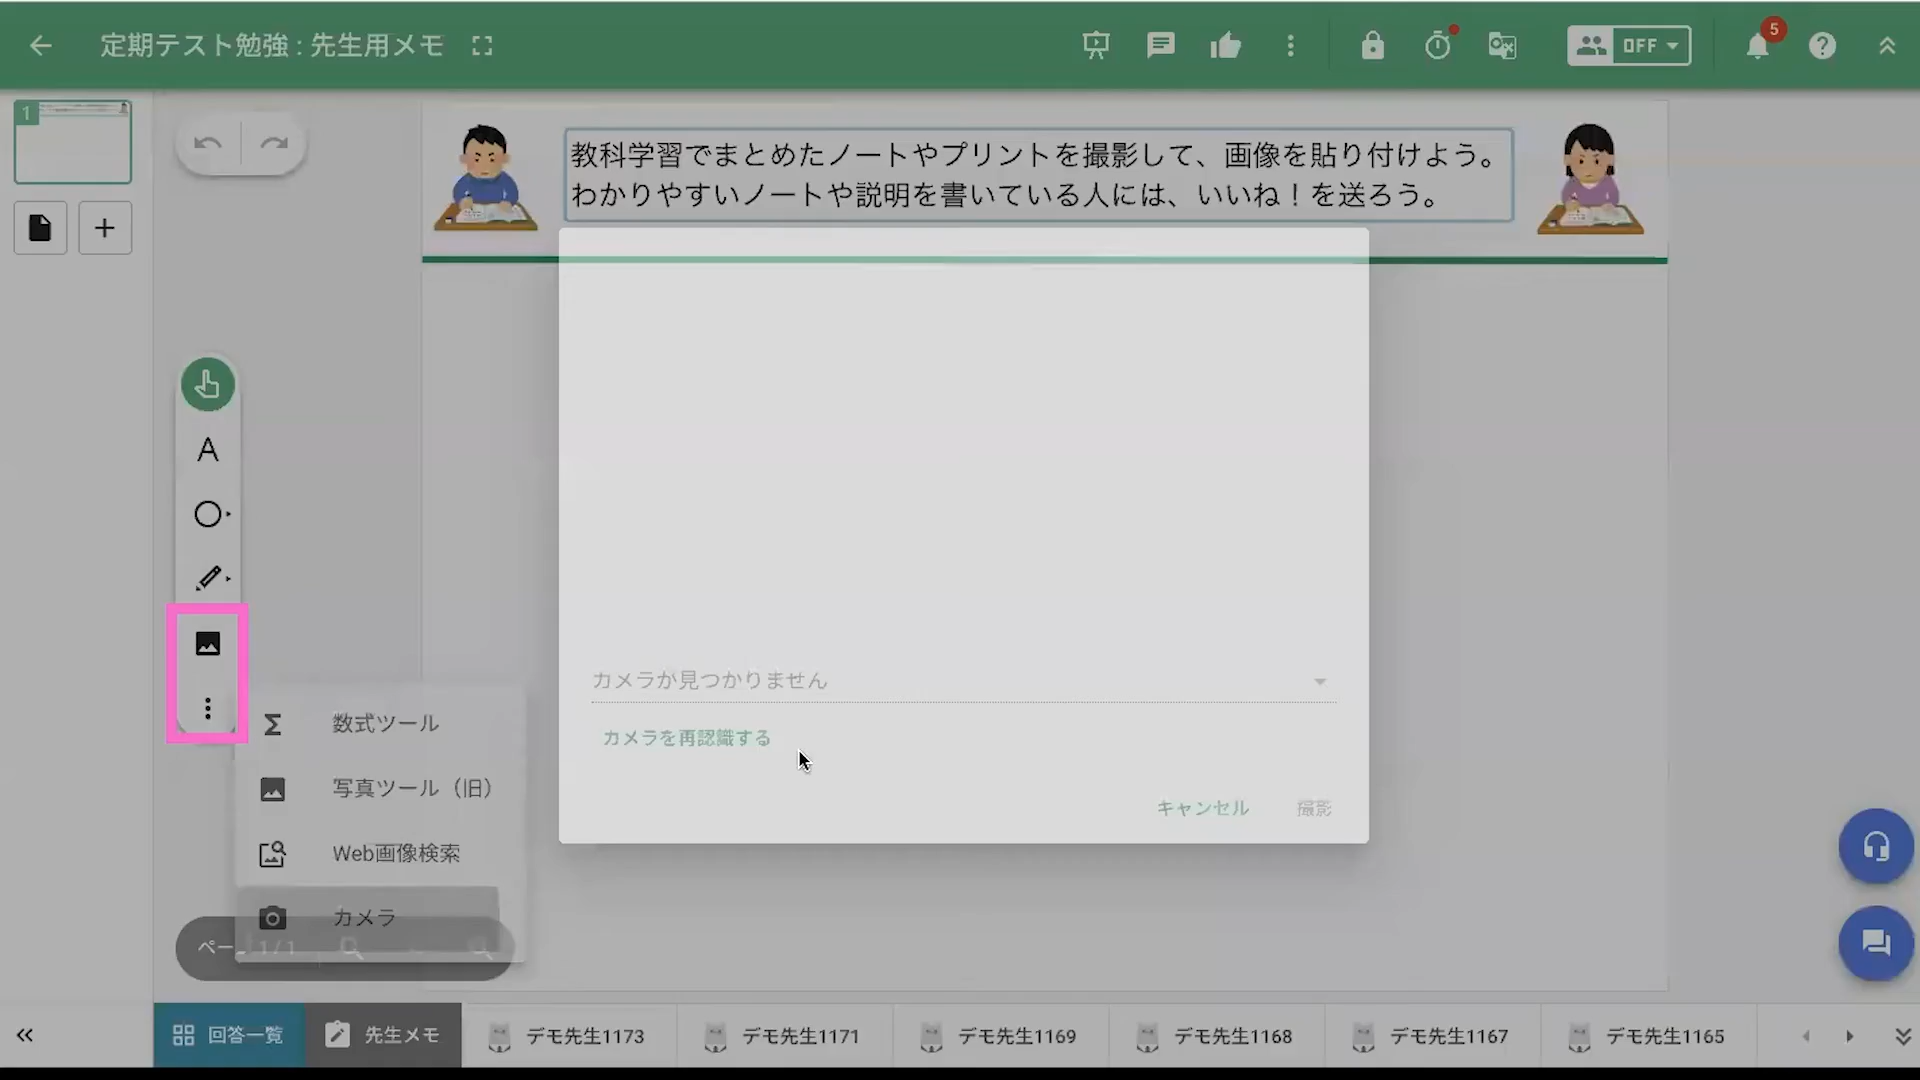 定期テスト勉強 : 先生用メモ
OFF
5
1
教科学習でまとめたノートやプリントを撮影して、画像を貼り付けよう。
わかりやすいノートや説明を書いている人には、いいね！を送ろう。
A
カメラが見つかりません
カメラを再認識する
キャンセル
撮影
数式ツール
写真ツール（旧）
Web画像検索
カメラ
ペー
1 / 1
回答一覧
先生メモ
デモ先生1173
デモ先生1171
デモ先生1169
デモ先生1168
デモ先生1167
デモ先生1165